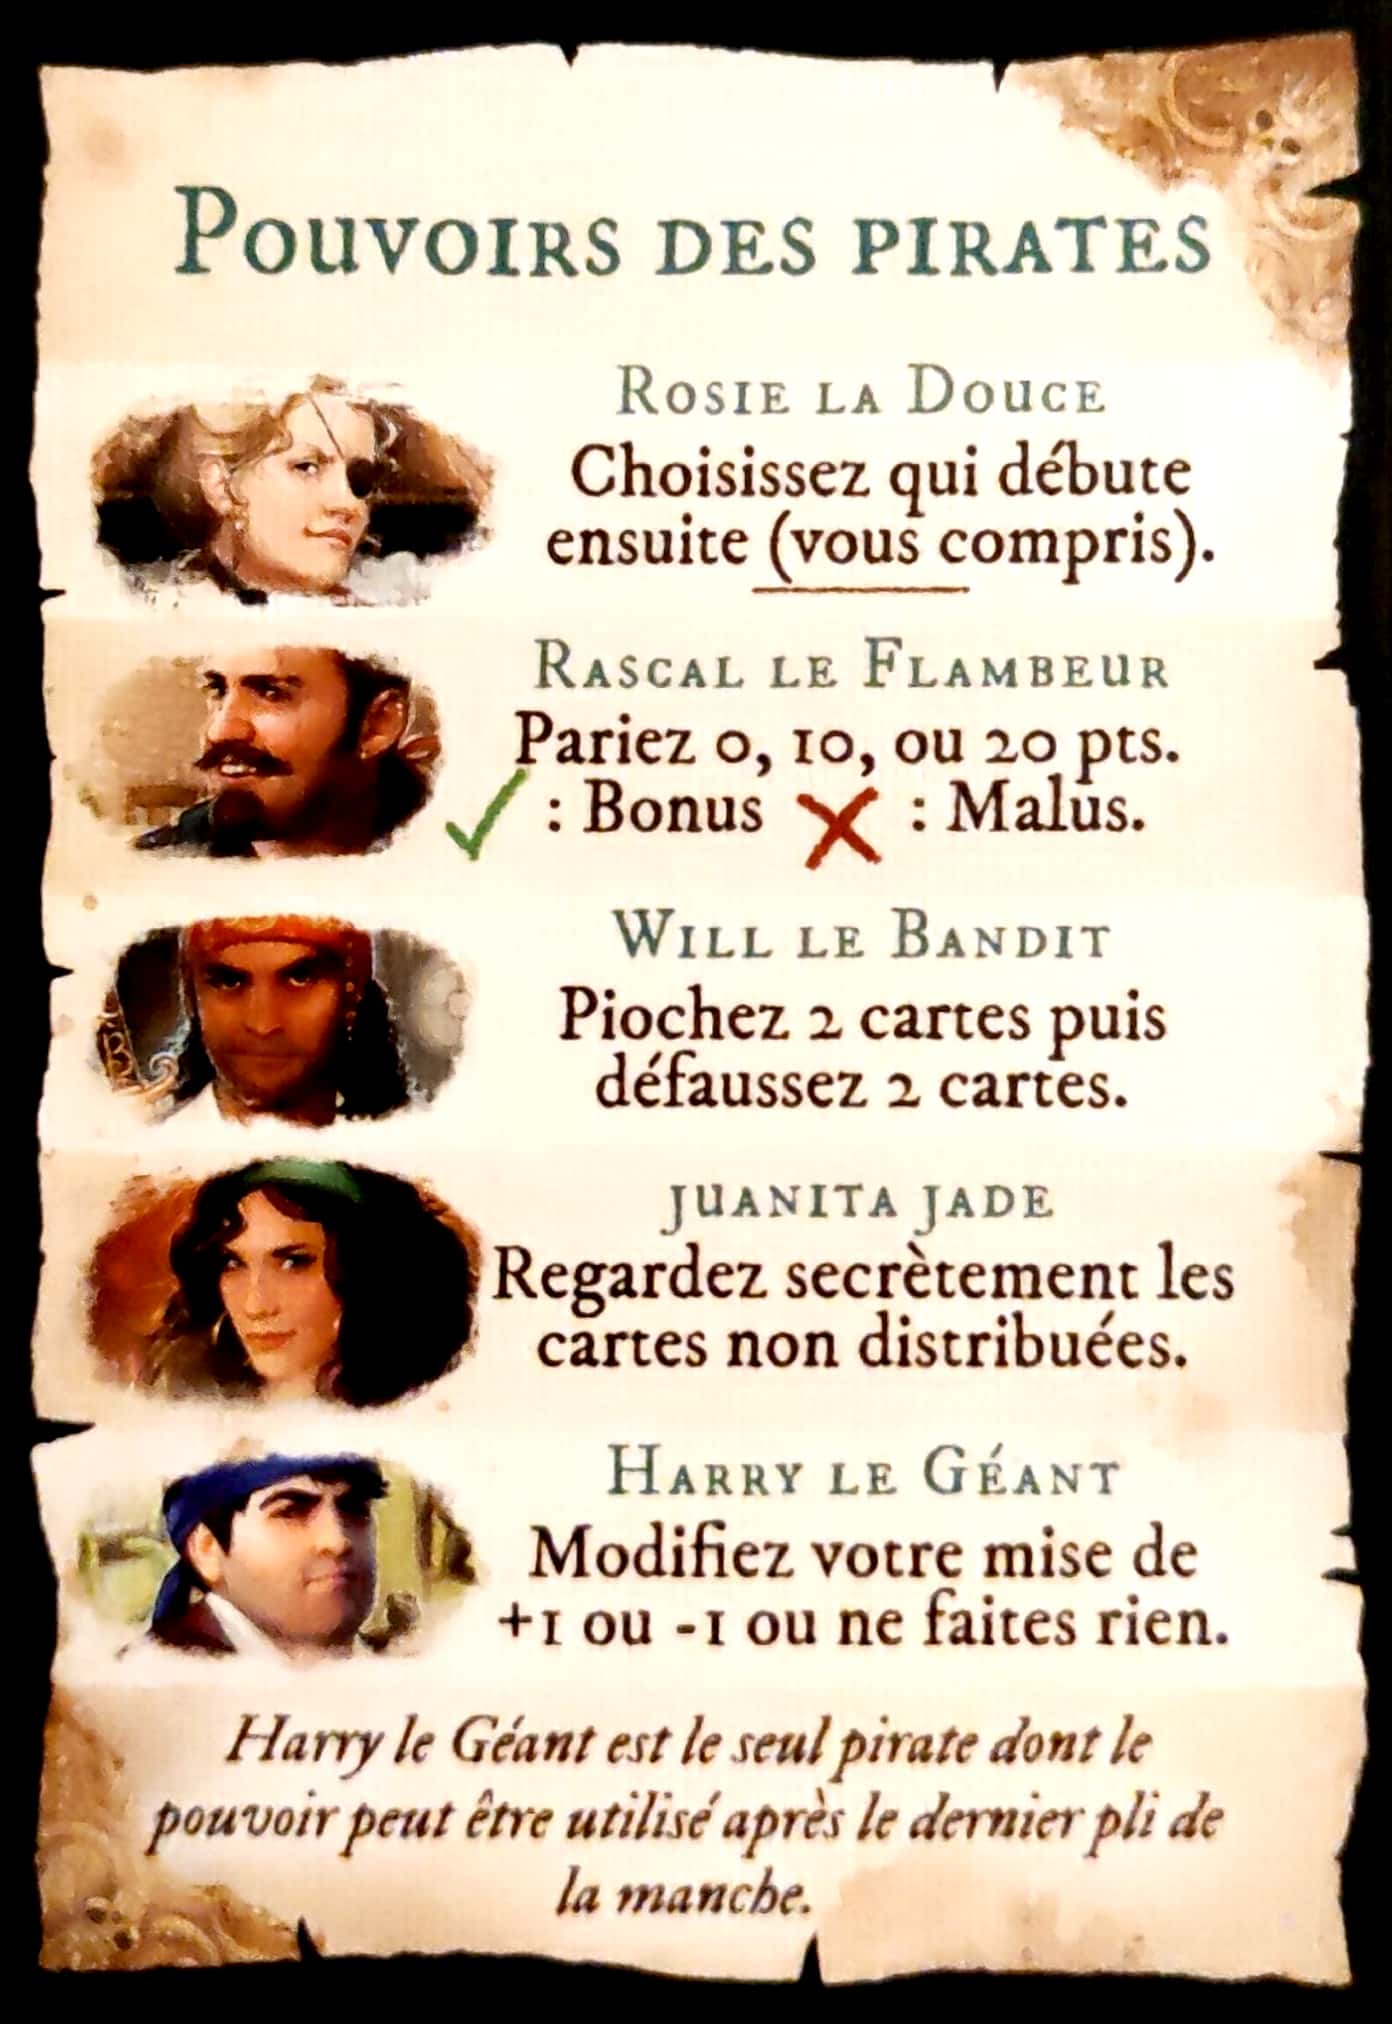 Pouvoirs des pirates
Rosie la Douce
Choisissez qui débute
ensuite (vous compris).
Rascal le Flambeur
Pariez 0, 10, ou 20 pts.
: Bonus : Malus.
Will le Bandit
Piochez 2 cartes puis
défaussez 2 cartes.
Juanita Jade
Regardez secrètement les
cartes non distribuées.
Harry le Géant
Modifiez votre mise de
+1 ou -1 ou ne faites rien.
Harry le Géant est le seul pirate dont le
pouvoir peut être utilisé après le dernier pli de
la manche.